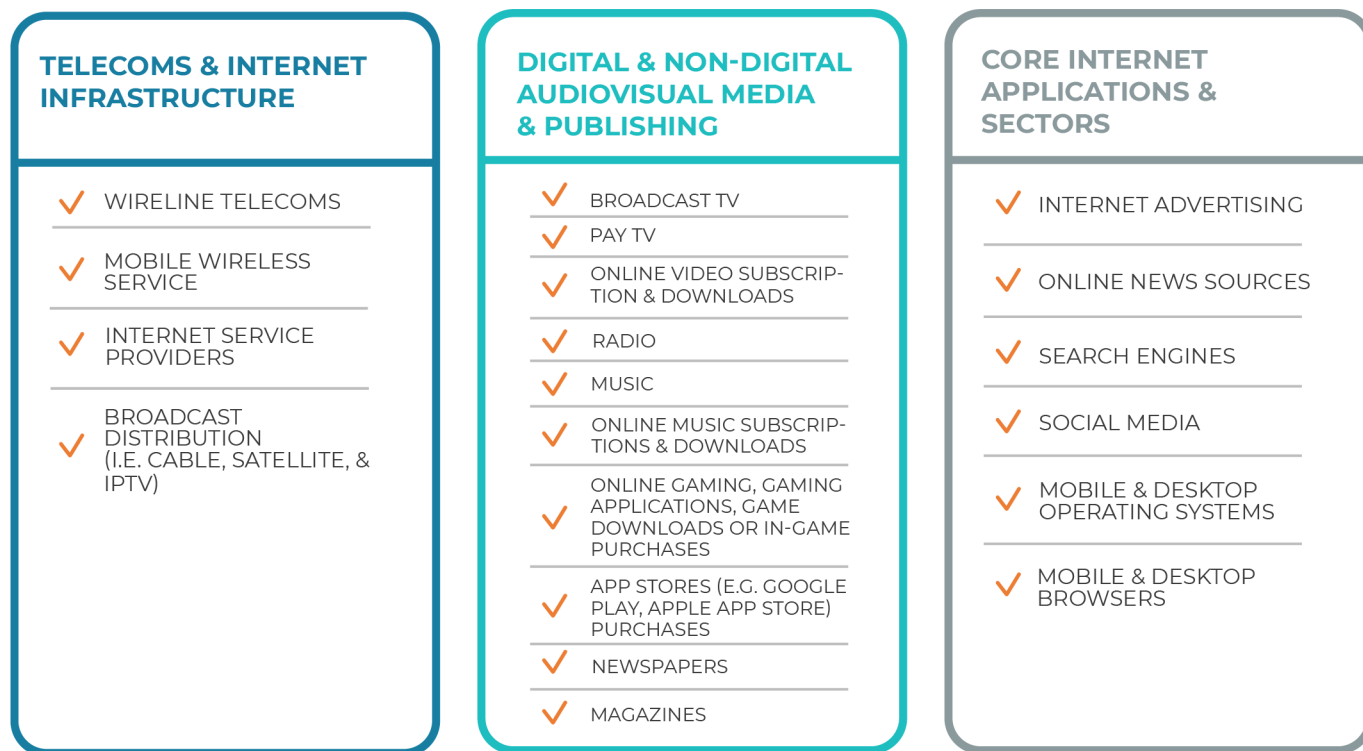 TELECOMS & INTERNET
INFRASTRUCTURE
WIRELINE TELECOMS
MOBILE WIRELESS
SERVICE
INTERNET SERVICE
PROVIDERS
BROADCAST
DISTRIBUTION
(I.E. CABLE, SATELLITE, &
IPTV)
DIGITAL & NON-DIGITAL
AUDIOVISUAL MEDIA
& PUBLISHING
BROADCAST TV
PAY TV
ONLINE VIDEO SUBSCRIP-
TION & DOWNLOADS
RADIO
MUSIC
ONLINE MUSIC SUBSCRIP-
TIONS & DOWNLOADS
ONLINE GAMING, GAMING
APPLICATIONS, GAME
DOWNLOADS OR IN-GAME
PURCHASES
APP STORES (E.G. GOOGLE
PLAY, APPLE APP STORE)
PURCHASES
NEWSPAPERS
MAGAZINES
CORE INTERNET
APPLICATIONS &
SECTORS
INTERNET ADVERTISING
ONLINE NEWS SOURCES
SEARCH ENGINES
SOCIAL MEDIA
MOBILE & DESKTOP
OPERATING SYSTEMS
MOBILE & DESKTOP
BROWSERS